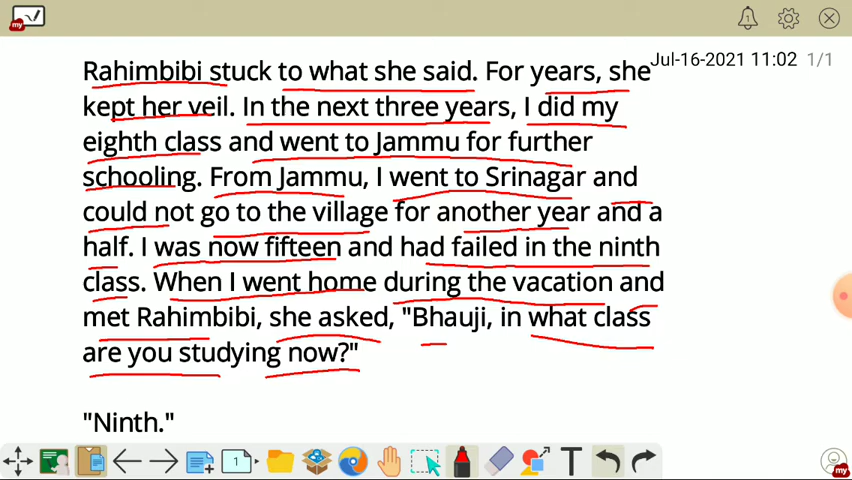 Jul-16-2021 11:02 1/1
Rahimbibi stuck to what she said. For years, she
kept her veil. In the next three years, I did my
eighth class and went to Jammu for further
schooling. From Jammu, I went to Srinagar and
could not go to the village for another year and a
half. I was now fifteen and had failed in the ninth
class. When I went home during the vacation and
met Rahimbibi, she asked, "Bhauji, in what class
are you studying now?"
"Ninth."
my
1
1
T
my